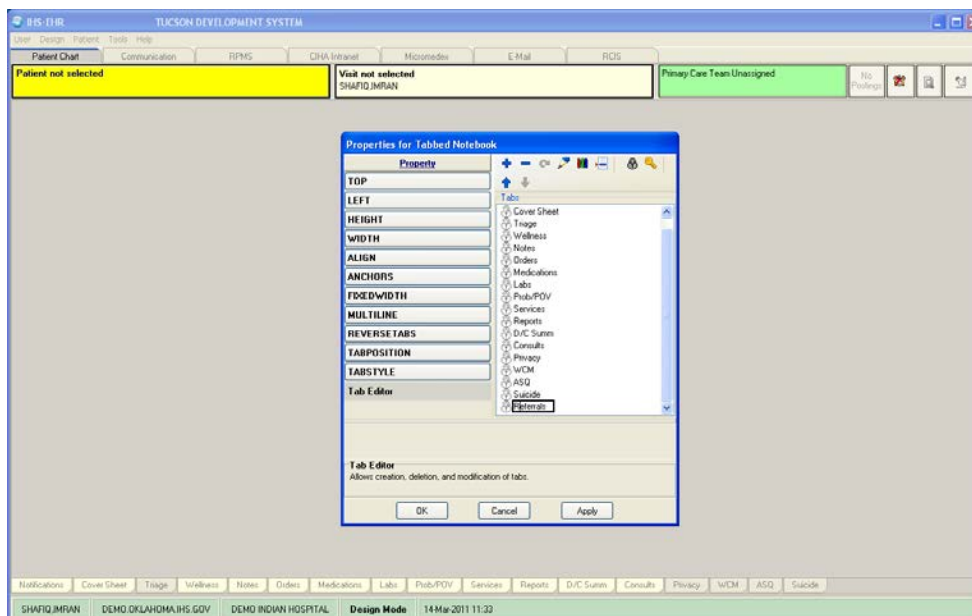 IHS-EHR TUCSON DEVELOPMENT SYSTEM
User Design Patient Tools Help
Patient Chart Communication RPMS CIHA Intranet Micromedex E-Mail RCIS
Patient not selected Visit not selected Primary Care Team Unassigned No
SHAFIQ,IMRAN Postings
Properties for Tabbed Notebook
Property
TOP
LEFT
HEIGHT
WIDTH
ALIGN
ANCHORS
FIXEDWIDTH
MULTILINE
REVERSETABS
TABPOSITION
TABSTYLE
Tab Editor
Tabs
Cover Sheet
Triage
Wellness
Notes
Orders
Medications
Labs
Prob/POV
Services
Reports
D/C Summ
Consults
Privacy
WCM
ASQ
Suicide
Referrals
Tab Editor
Allows creation, deletion, and modification of tabs.
OK Cancel Apply
Notifications Cover Sheet Triage Wellness Notes Orders Medications Labs Prob/POV Services Reports D/C Summ Consults Privacy WCM ASQ Suicide
SHAFIQ,IMRAN DEMO.OKLAHOMA.IHS.GOV DEMO INDIAN HOSPITAL Design Mode 14-Mar-2011 11:33